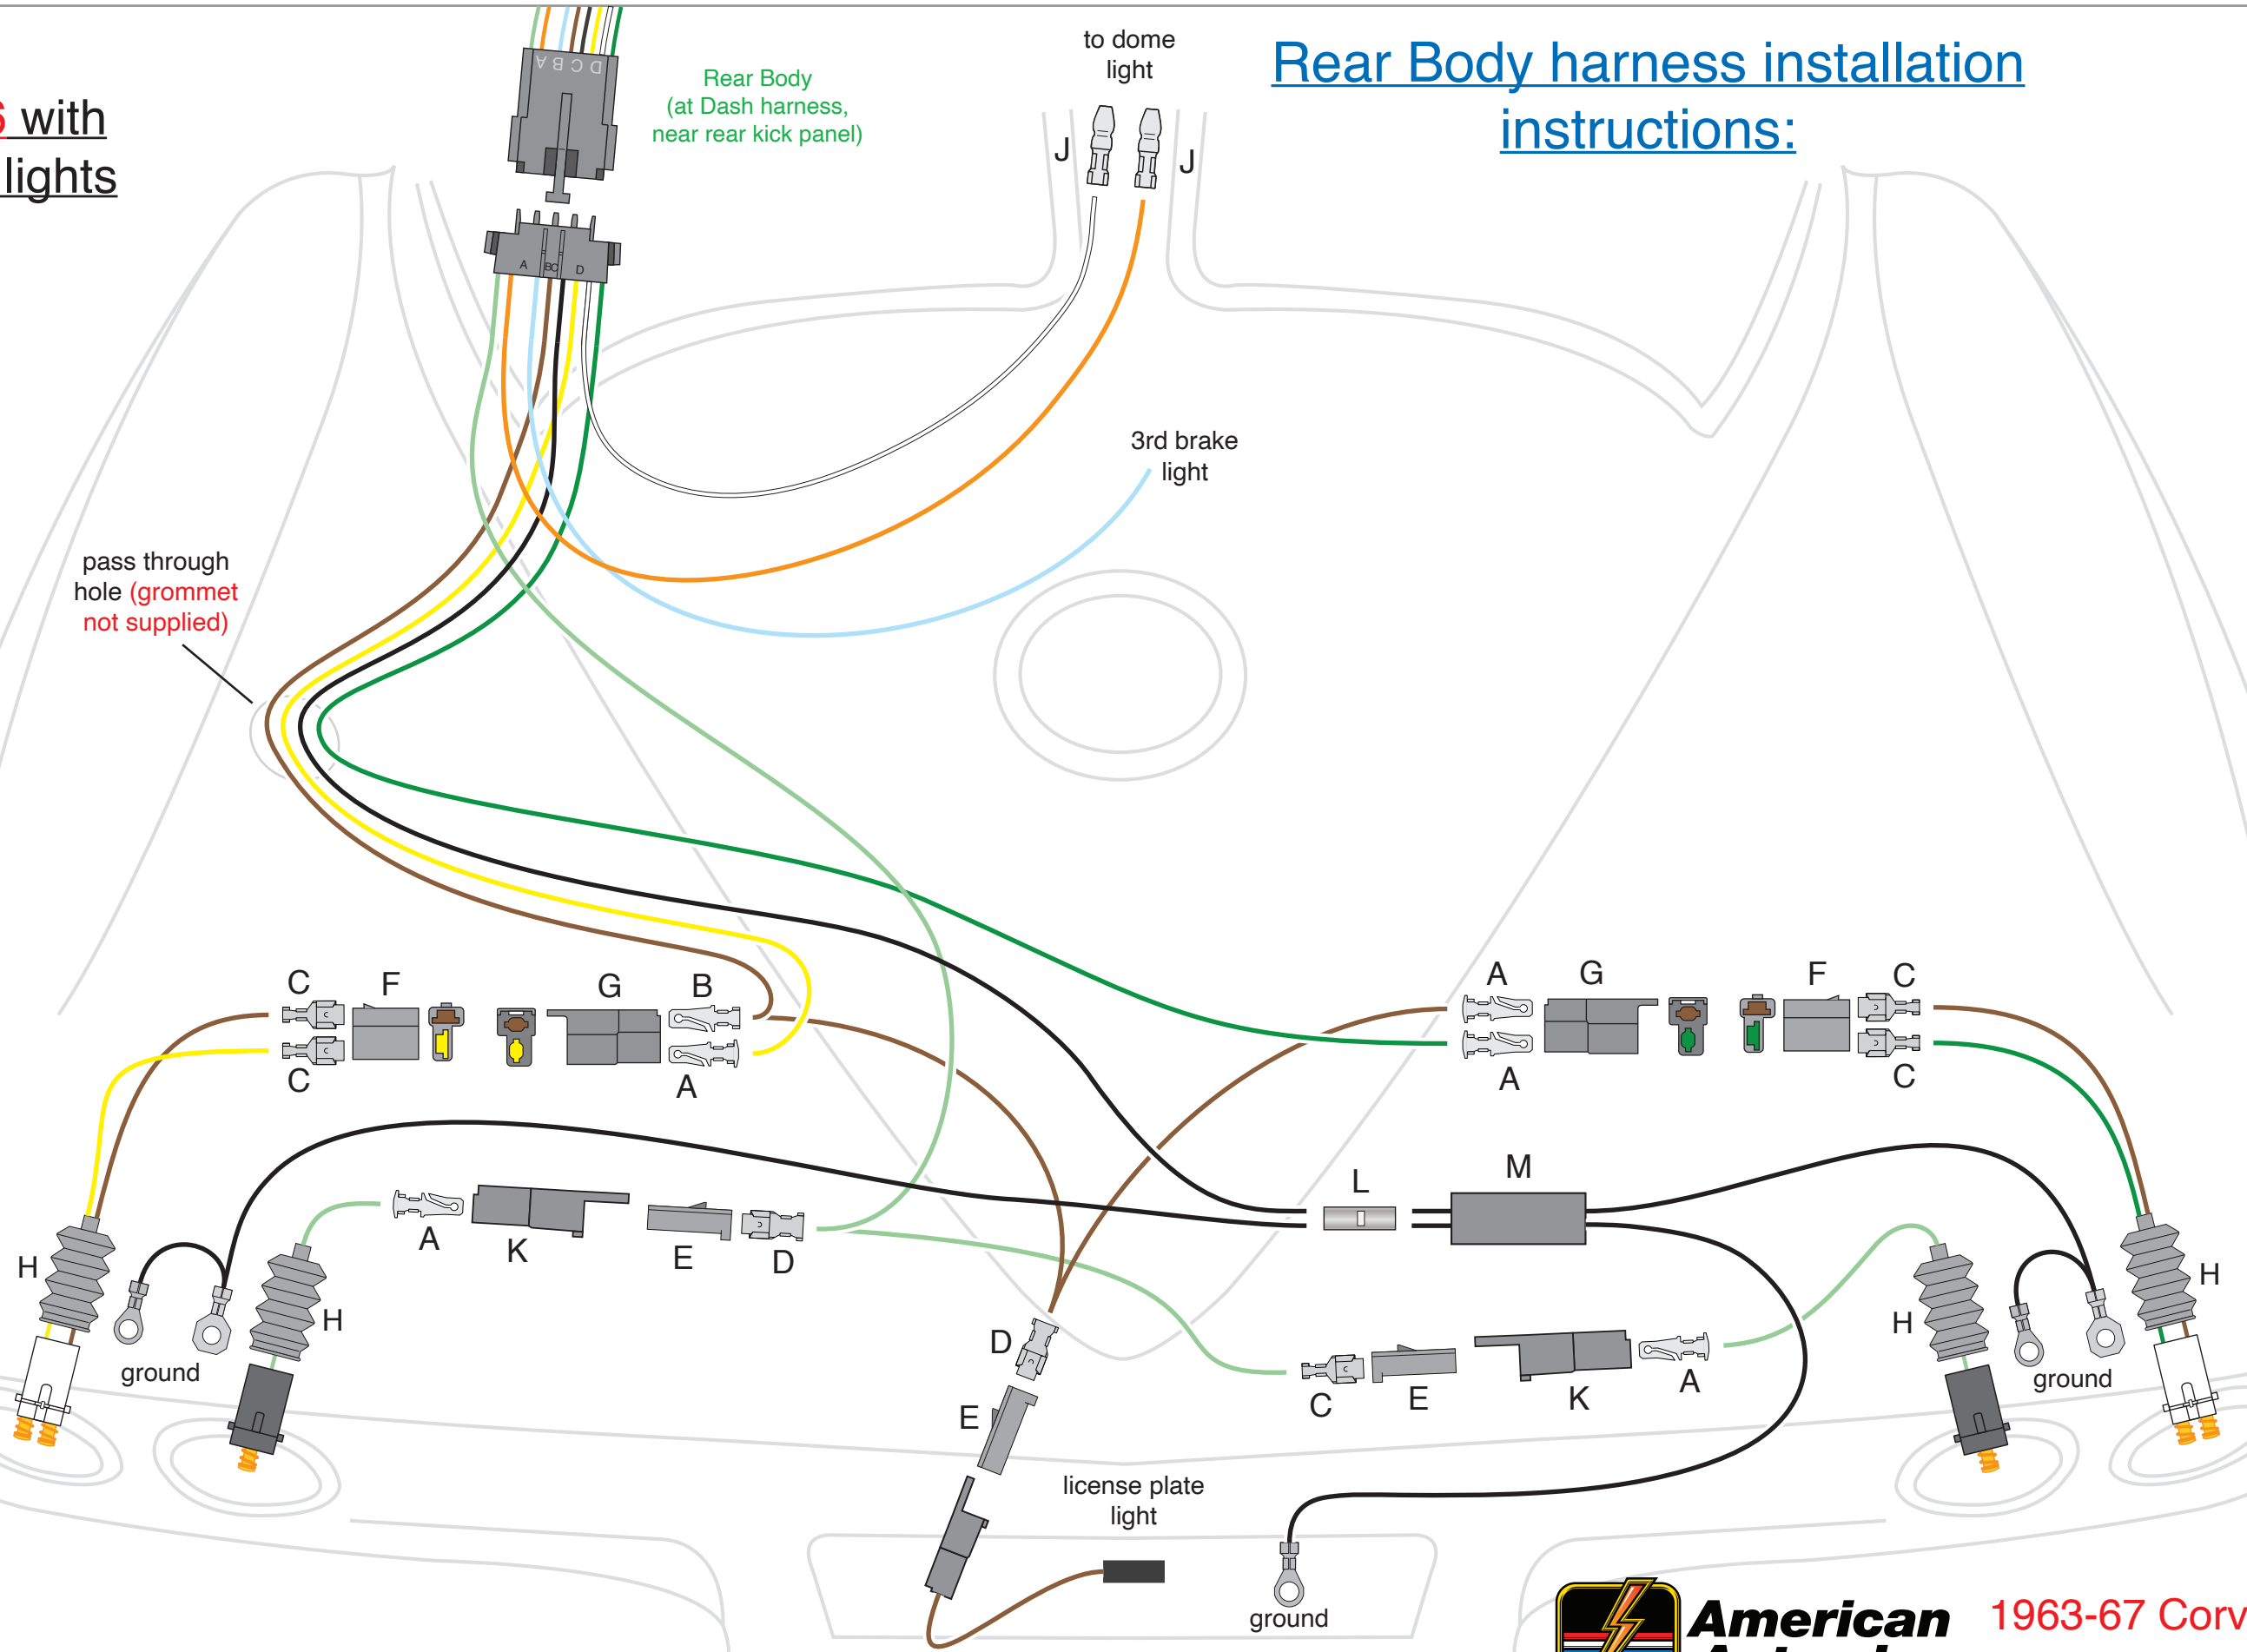 with
lights
D C B A
Rear Body
(at Dash harness,
near rear kick panel)
A BC D
to dome
light
J
J
Rear Body harness installation
instructions:
3rd brake
light
pass through
hole (grommet
not supplied)
C F G B
C A
A G F C
A C
L M
H
A K E D
H
ground
D
E
C E K A
H
H
ground
license plate
light
ground
American
1963-67 Corv